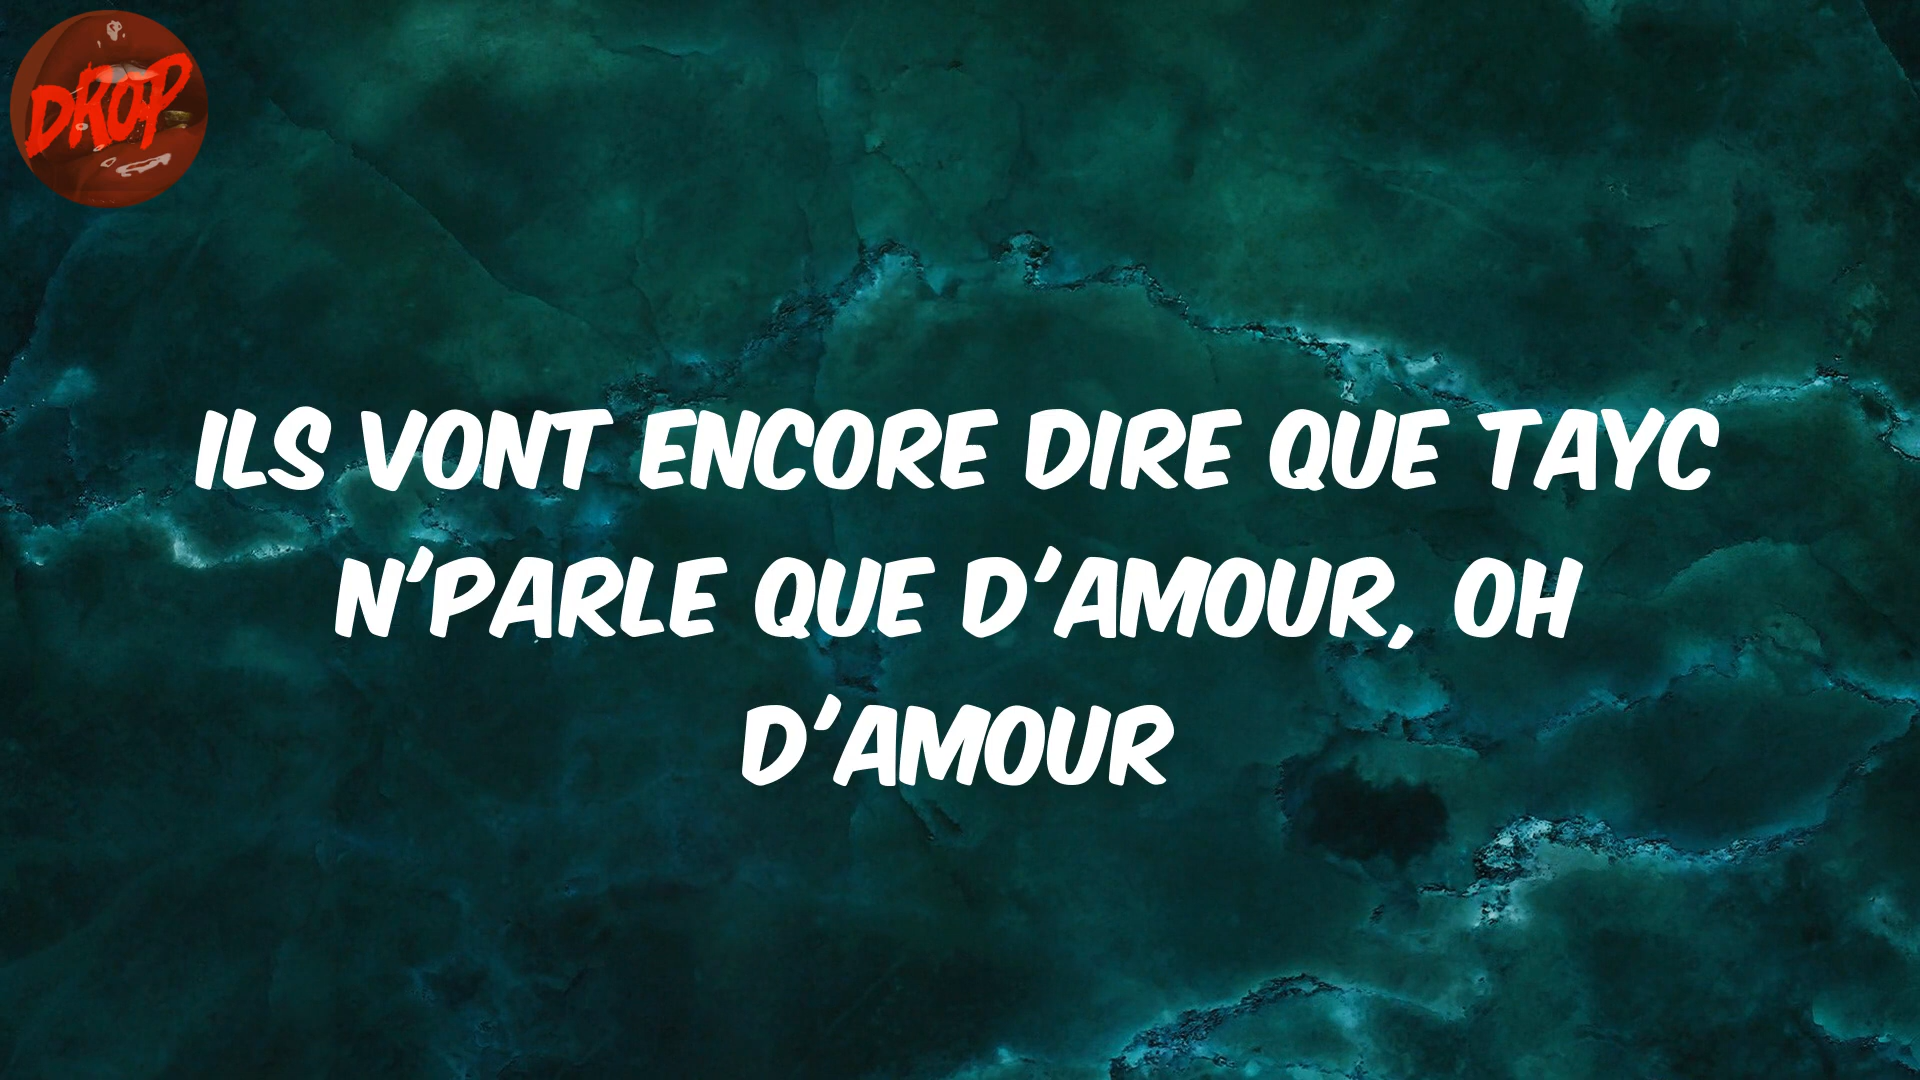 DROP
ILS VONT ENCORE DIRE QUE TAYC
N'PARLE QUE D'AMOUR, OH
D'AMOUR